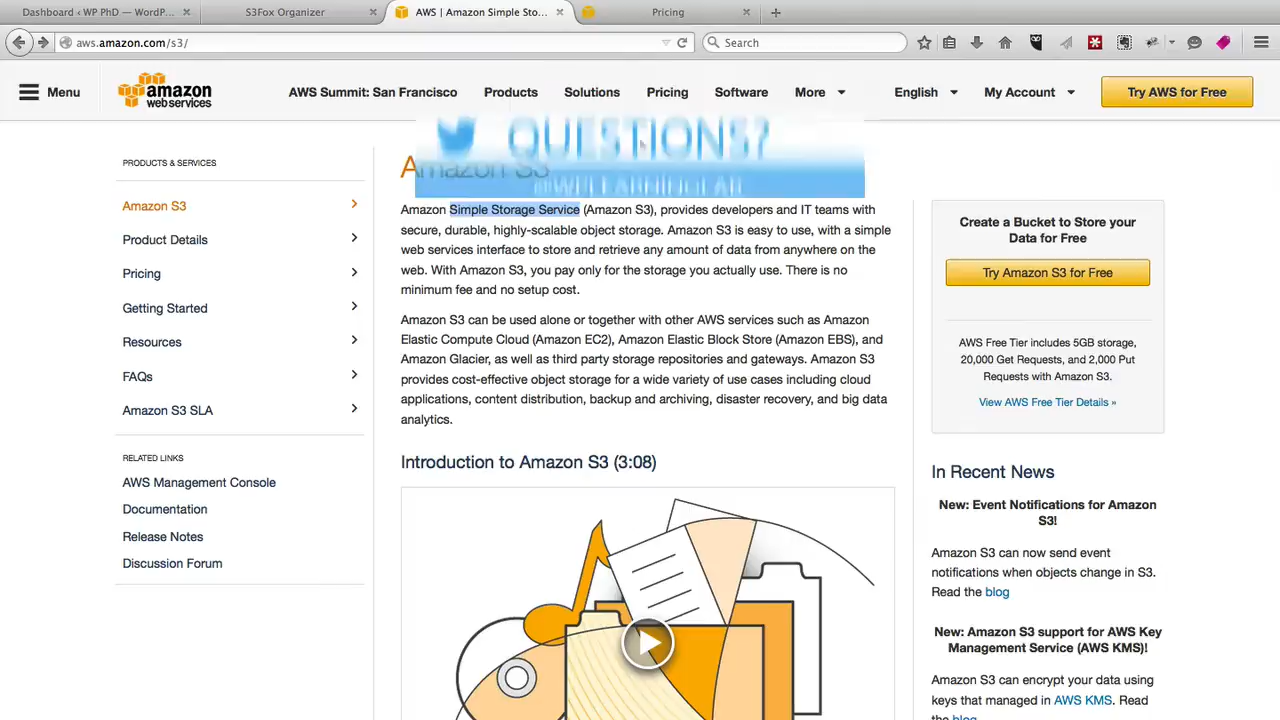 Dashboard ‹ WP PhD — WordP...
S3Fox Organizer
AWS | Amazon Simple Sto...
Pricing
aws.amazon.com/s3/
Search
Menu
amazon
webservices
AWS Summit: San Francisco
Products
Solutions
Pricing
Software
More
English
My Account
Try AWS for Free
QUESTIONS?
@WPLEARNINGLAB
PRODUCTS & SERVICES
Amazon S3
Product Details
Pricing
Getting Started
Resources
FAQs
Amazon S3 SLA
RELATED LINKS
AWS Management Console
Documentation
Release Notes
Discussion Forum
Amazon S3
Amazon Simple Storage Service (Amazon S3), provides developers and IT teams with
secure, durable, highly-scalable object storage. Amazon S3 is easy to use, with a simple
web services interface to store and retrieve any amount of data from anywhere on the
web. With Amazon S3, you pay only for the storage you actually use. There is no
minimum fee and no setup cost.
Amazon S3 can be used alone or together with other AWS services such as Amazon
Elastic Compute Cloud (Amazon EC2), Amazon Elastic Block Store (Amazon EBS), and
Amazon Glacier, as well as third party storage repositories and gateways. Amazon S3
provides cost-effective object storage for a wide variety of use cases including cloud
applications, content distribution, backup and archiving, disaster recovery, and big data
analytics.
Introduction to Amazon S3 (3:08)
Create a Bucket to Store your
Data for Free
Try Amazon S3 for Free
AWS Free Tier includes 5GB storage,
20,000 Get Requests, and 2,000 Put
Requests with Amazon S3.
View AWS Free Tier Details »
In Recent News
New: Event Notifications for Amazon
S3!
Amazon S3 can now send event
notifications when objects change in S3.
Read the blog
New: Amazon S3 support for AWS Key
Management Service (AWS KMS)!
Amazon S3 can encrypt your data using
keys that managed in AWS KMS. Read
the blog